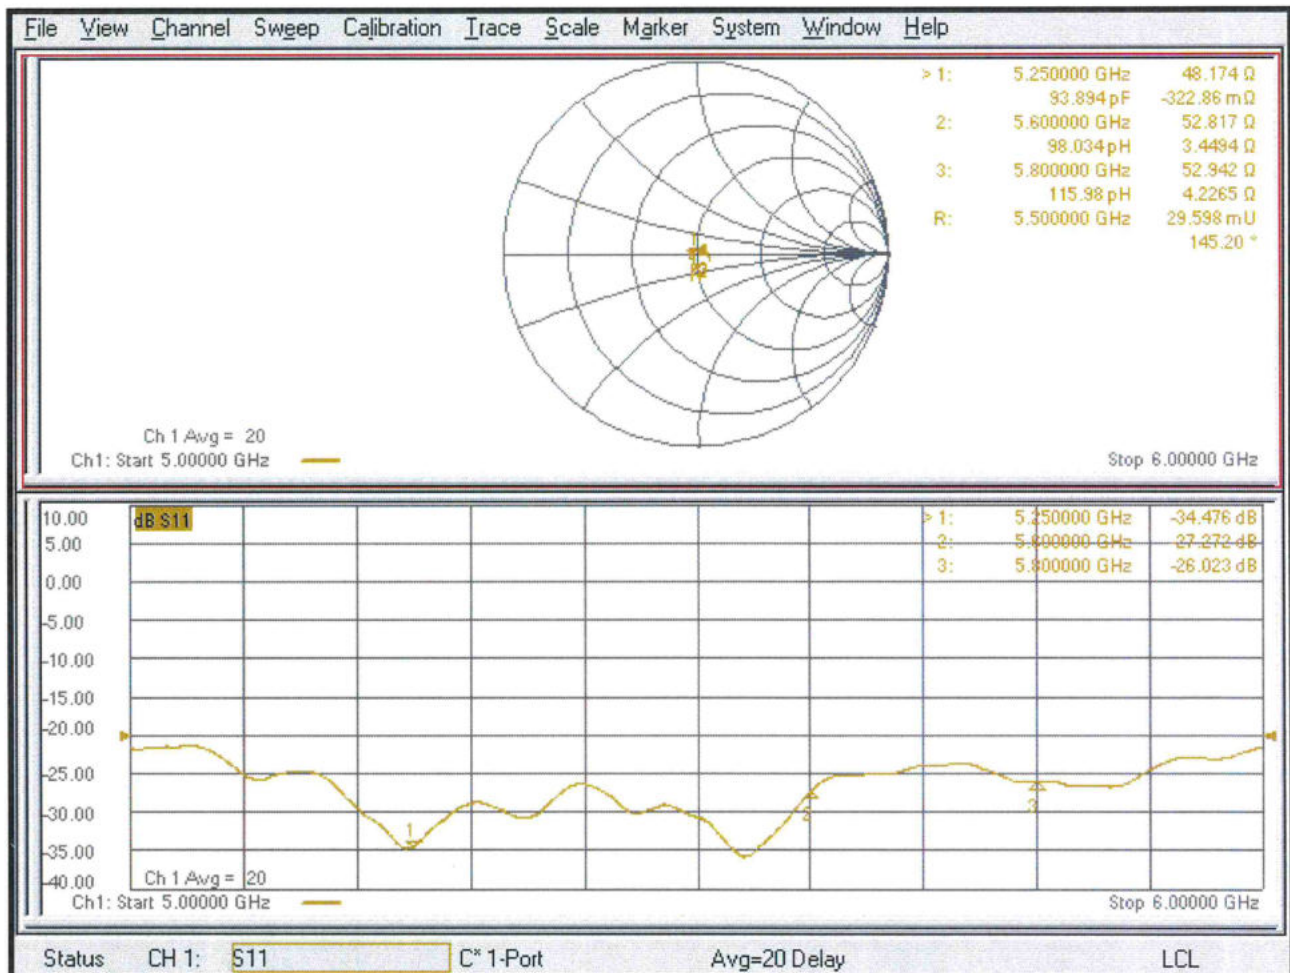 File View Channel Sweep Calibration Trace Scale Marker System Window Help
> 1: 5.250000 GHz 48.174 Ω
93.894 pF -322.86 mΩ
2: 5.600000 GHz 52.817 Ω
98.034 pH 3.4494 Ω
3: 5.800000 GHz 52.942 Ω
115.98 pH 4.2265 Ω
R: 5.500000 GHz 29.598 mU
145.20 °
Ch 1 Avg = 20
Ch1: Start 5.00000 GHz Stop 6.00000 GHz
10.00 dB S11 > 1: 5.250000 GHz -34.476 dB
5.00 2: GHz -27.272 dB
3: 5.800000 GHz -26.023 dB
0.00
-5.00
-10.00
-15.00
-20.00
-25.00
-30.00
1 2 3
-35.00
-40.00 Ch 1 Avg = 20
Ch1: Start 5.00000 GHz Stop 6.00000 GHz
Status CH 1: S11 C* 1-Port Avg=20 Delay LCL